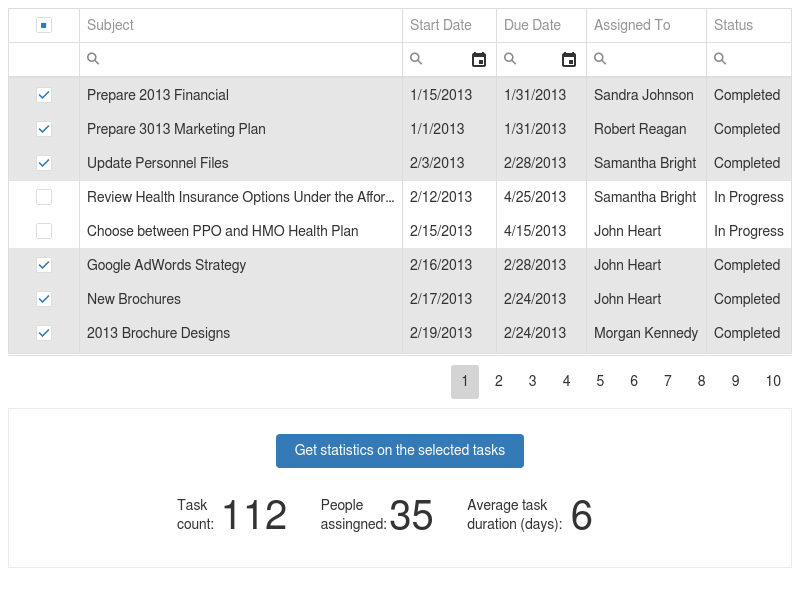 Subject Start Date Due Date Assigned To Status
Prepare 2013 Financial 1/15/2013 1/31/2013 Sandra Johnson Completed
Prepare 3013 Marketing Plan 1/1/2013 1/31/2013 Robert Reagan Completed
Update Personnel Files 2/3/2013 2/28/2013 Samantha Bright Completed
Review Health Insurance Options Under the Affor... 2/12/2013 4/25/2013 Samantha Bright In Progress
Choose between PPO and HMO Health Plan 2/15/2013 4/15/2013 John Heart In Progress
Google AdWords Strategy 2/16/2013 2/28/2013 John Heart Completed
New Brochures 2/17/2013 2/24/2013 John Heart Completed
2013 Brochure Designs 2/19/2013 2/24/2013 Morgan Kennedy Completed
1 2 3 4 5 6 7 8 9 10
Get statistics on the selected tasks
Task count: 112 People assingned: 35 Average task duration (days): 6